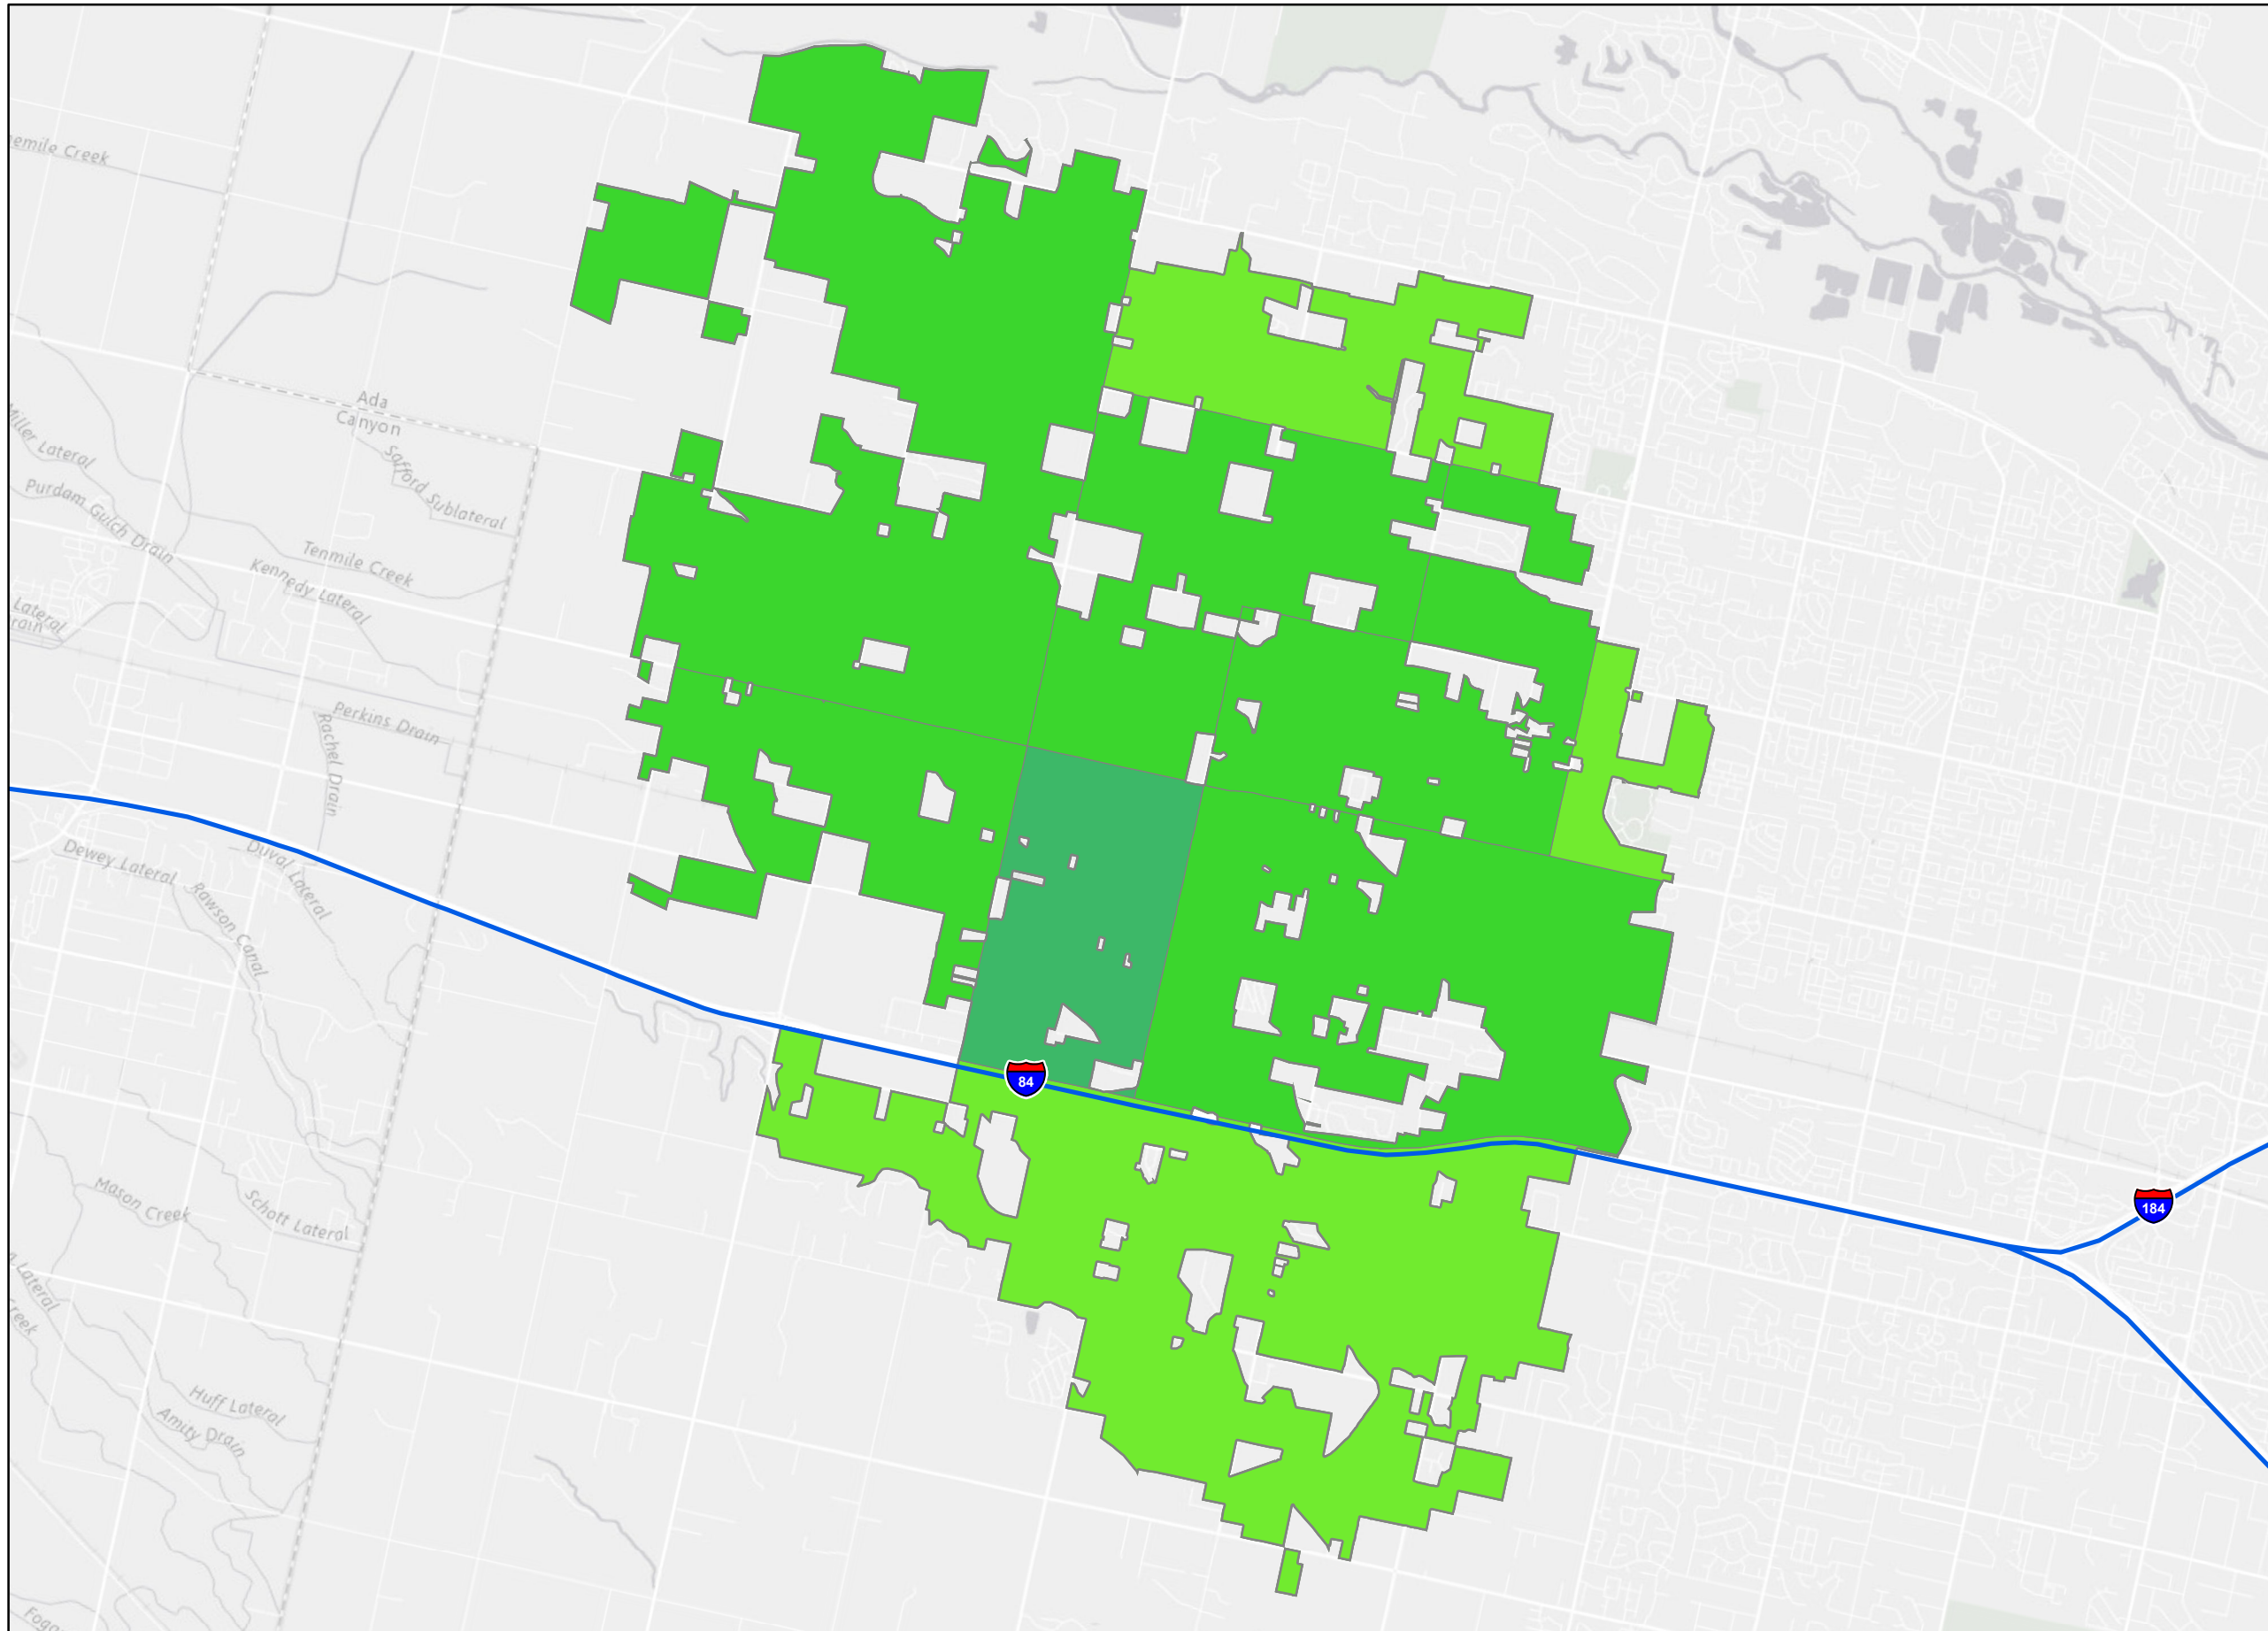 Ada
Canyon
Miller Lateral
Purdam Gulch Drain
Safford Sublateral
Tenmile Creek
Kennedy Lateral
Lateral
Perkins Drain
Rachel Drain
Dewey Lateral
Duval Lateral
Rawson Canal
84
184
Mason Creek
Schott Lateral
Lateral
Creek
Huff Lateral
Amity Drain